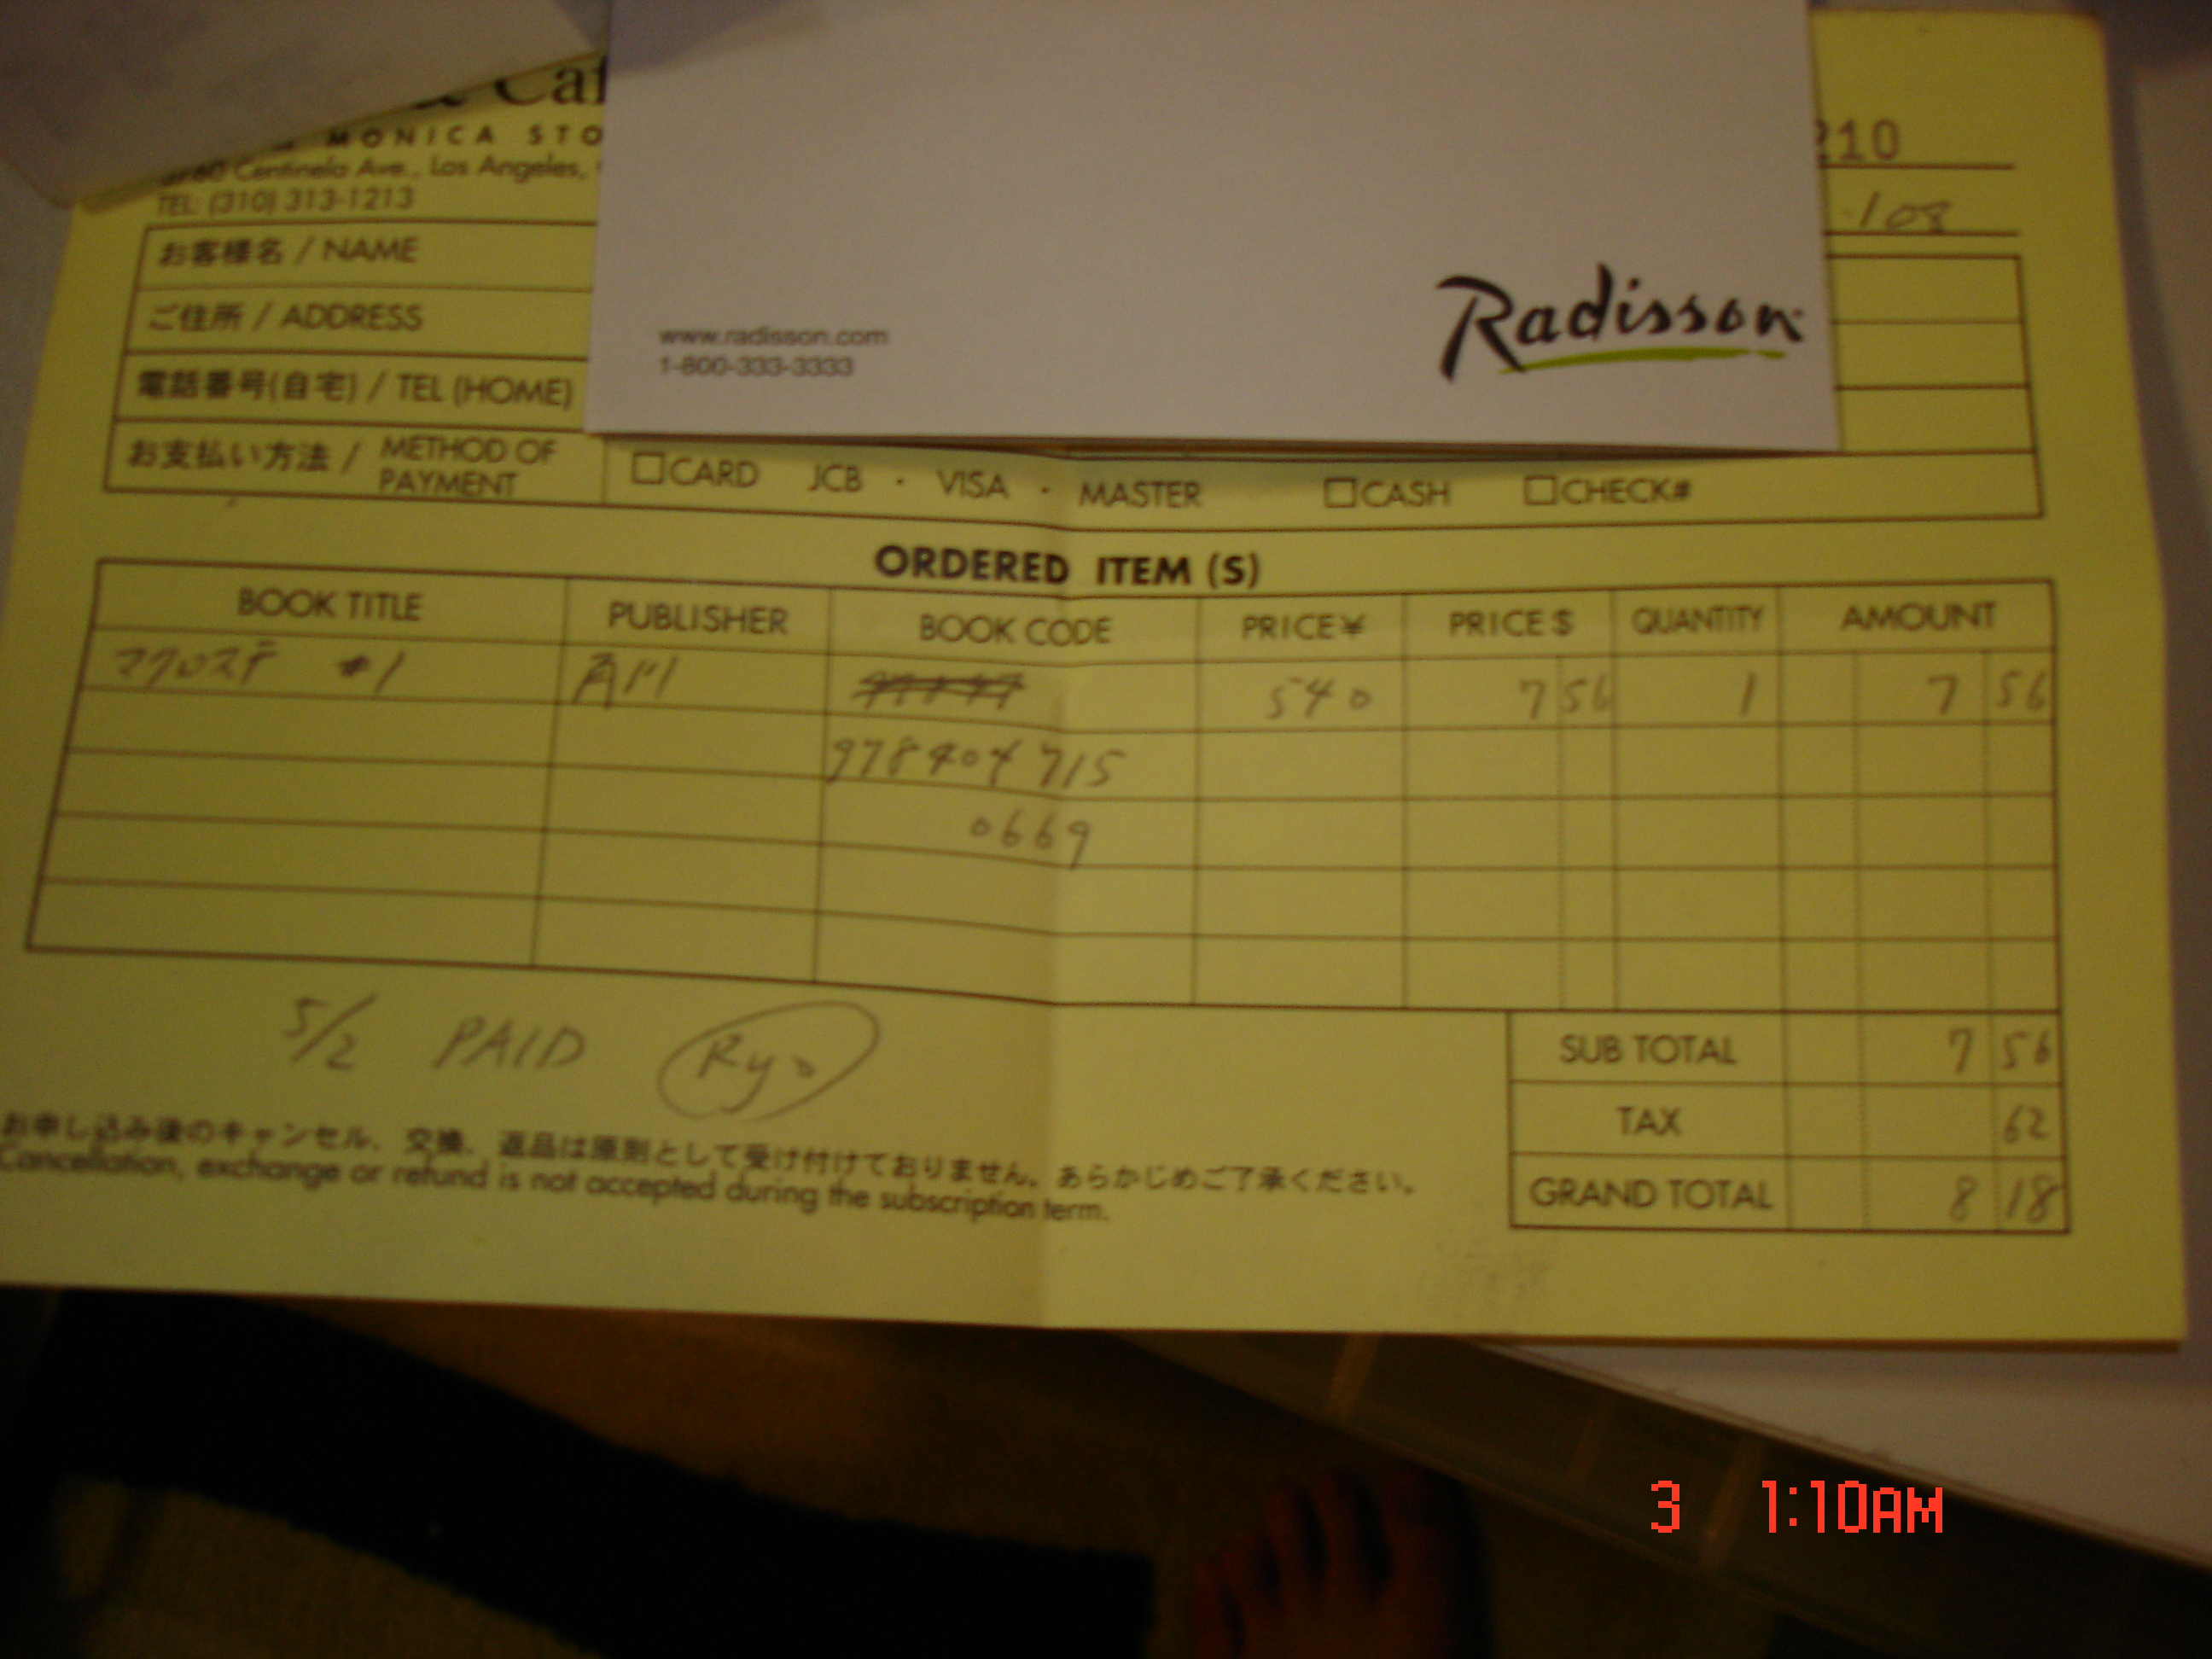 Caf
MONICA STO
Centinela Ave., Los Angeles,
TEL: (310) 313-1213
210
108
お客様名 / NAME
ご住所 / ADDRESS
電話番号(自宅) / TEL (HOME)
www.radisson.com
1-800-333-3333
Radisson
お支払い方法 / METHOD OF PAYMENT □CARD JCB · VISA · MASTER □CASH □CHECK#
ORDERED ITEM (S)
BOOK TITLE PUBLISHER BOOK CODE PRICE¥ PRICE$ QUANTITY AMOUNT
マクロステ #1 角川 540 7 56 1 7 56
978404715
0669
5/2 PAID Ryo
SUB TOTAL 7 56
TAX 62
GRAND TOTAL 8 18
お申し込み後のキャンセル、交換、返品は原則として受け付けておりません。あらかじめご了承ください。
Cancellation, exchange or refund is not accepted during the subscription term.
3 1:10AM